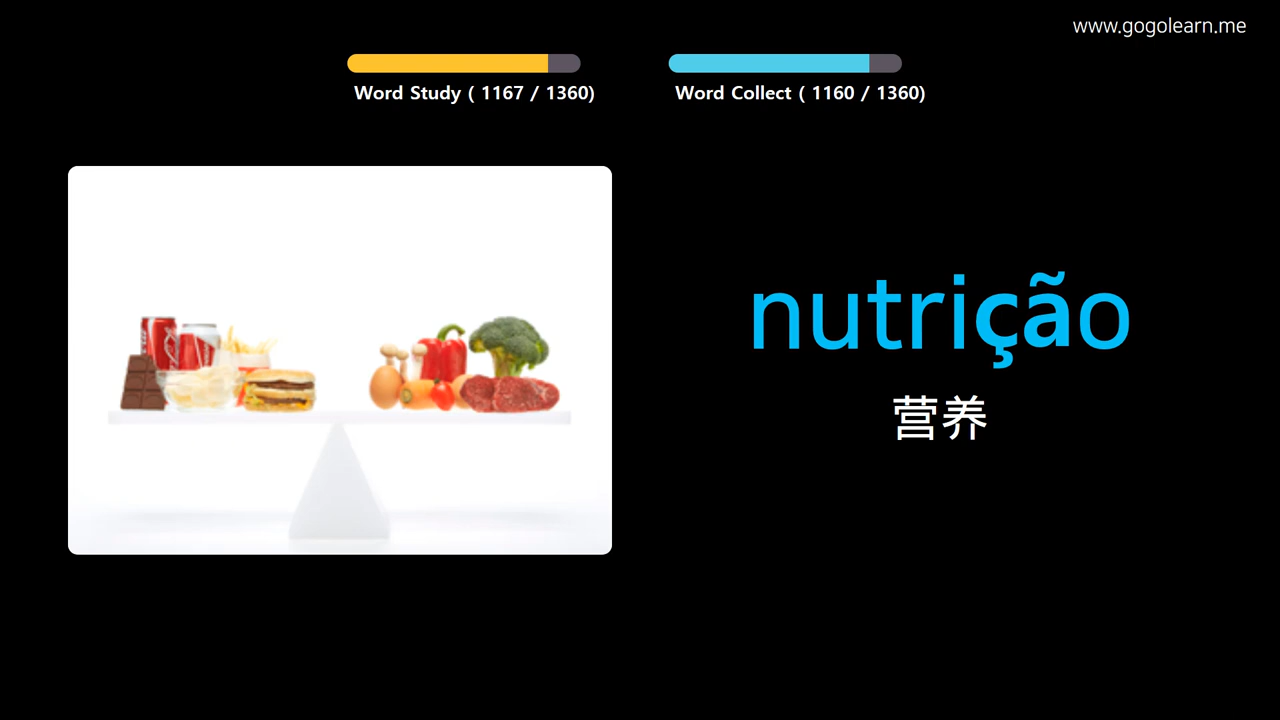 www.gogolearn.me
Word Study ( 1167 / 1360)
Word Collect ( 1160 / 1360)
nutrição
营养